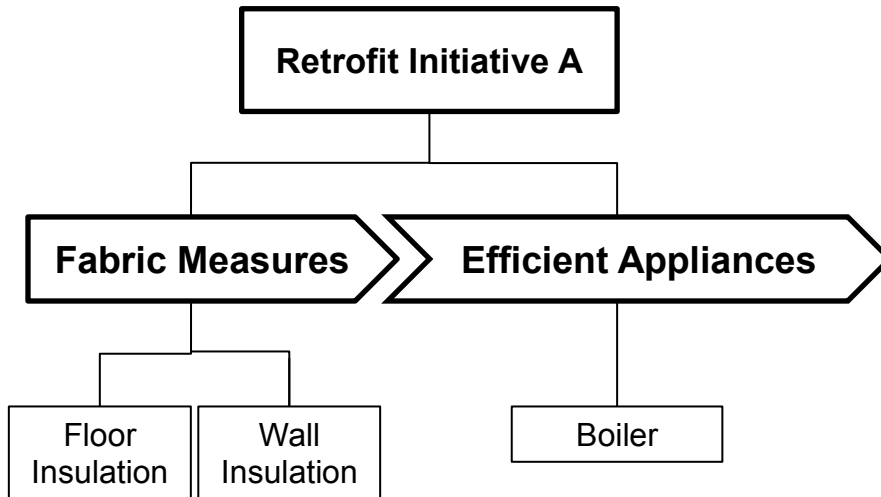 Retrofit Initiative A
Fabric Measures
Efficient Appliances
Floor
Insulation
Wall
Insulation
Boiler